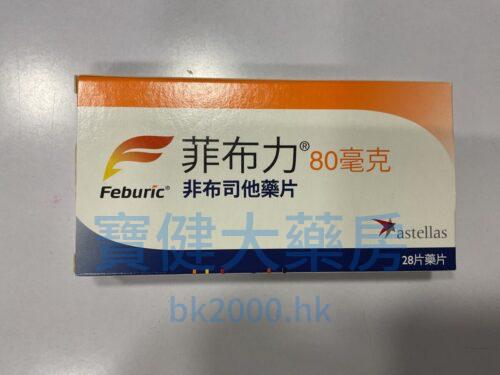 菲布力®80毫克
Feburic®
非布司他藥片
寶健大藥房
astellas
28片藥片
bk2000.hk